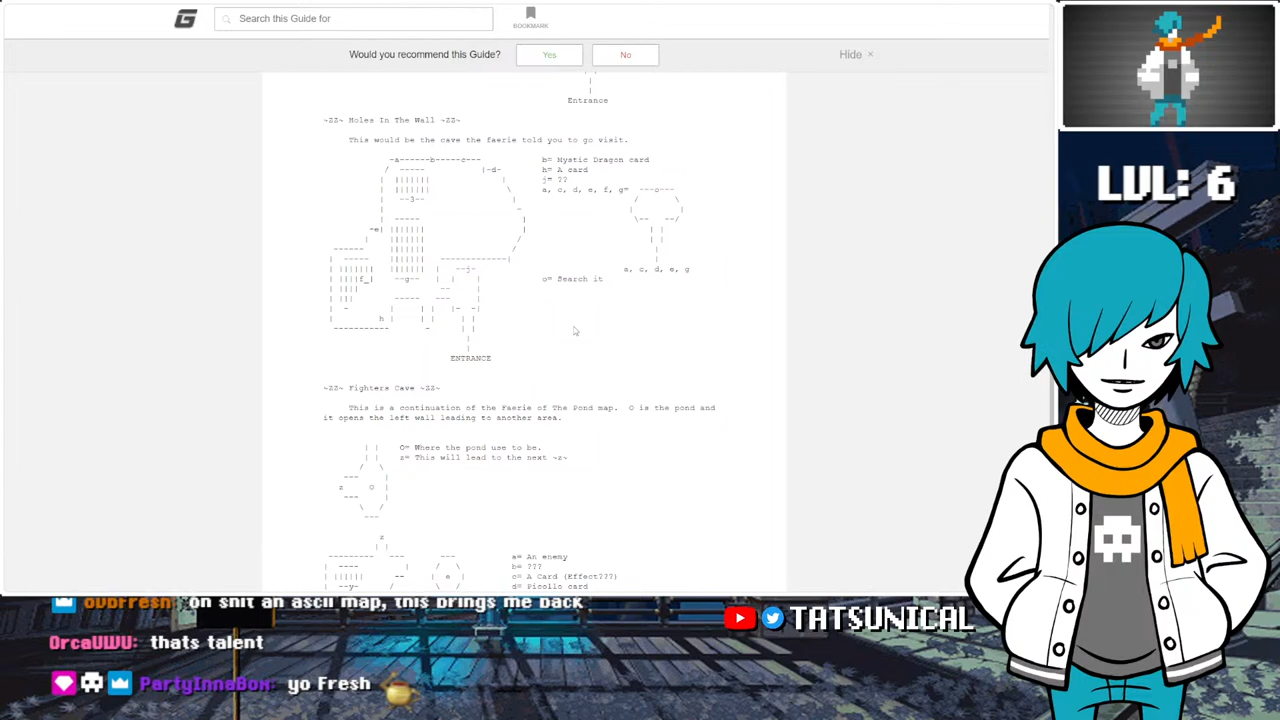 G Search this Guide for
BOOKMARK
Would you recommend this Guide? Yes No Hide ×
Entrance
~ZZ~ Holes In The Wall ~ZZ~
This would be the cave the faerie told you to go visit.
-a------b-----c---
b= Mystic Dragon card
h= A card
j= ??
a, c, d, e, f, g= ---o---
a, c, d, e, g
o= Search it
ENTRANCE
~ZZ~ Fighters Cave ~ZZ~
This is a continuation of the Faerie of The Pond map. O is the pond and
it opens the left wall leading to another area.
O= Where the pond use to be.
z= This will lead to the next ~z~
z O
z
a= An enemy
b= ???
c= A Card (Effect???)
d= Picollo card
LVL: 6
OvbFresh: oh shit an ascii map, this brings me back
OrcaUWU: thats talent
PartyInnaBox: yo Fresh
TATSUNICAL